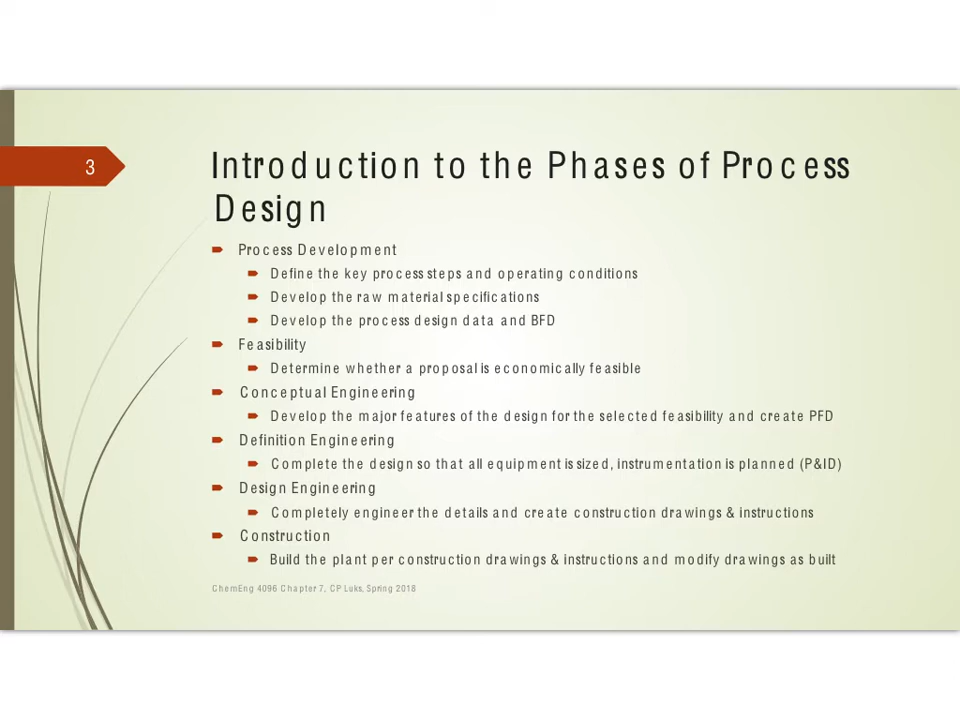 3
Introduction to the Phases of Process
Design
Process Development
Define the key process steps and operating conditions
Develop the raw material specifications
Develop the process design data and BFD
Feasibility
Determine whether a proposal is economically feasible
Conceptual Engineering
Develop the major features of the design for the selected feasibility and create PFD
Definition Engineering
Complete the design so that all equipment is sized, instrumentation is planned (P&ID)
Design Engineering
Completely engineer the details and create construction drawings & instructions
Construction
Build the plant per construction drawings & instructions and modify drawings as built
ChemEng 4096 Chapter 7, CP Luks, Spring 2018